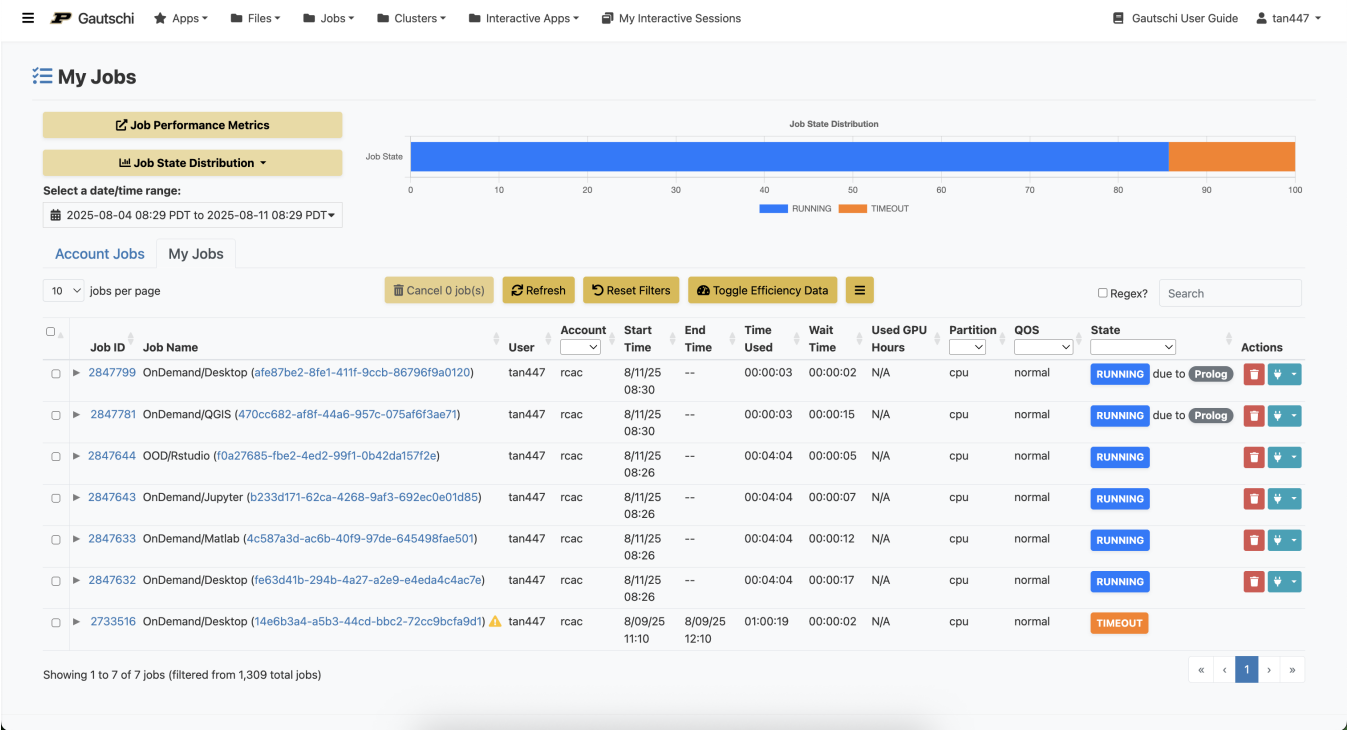 Gautschi Apps Files Jobs Clusters Interactive Apps My Interactive Sessions Gautschi User Guide tan447
My Jobs
Job Performance Metrics
Job State Distribution
Select a date/time range:
2025-08-04 08:29 PDT to 2025-08-11 08:29 PDT
Job State Distribution
Job State
0 10 20 30 40 50 60 70 80 90 100
RUNNING TIMEOUT
Account Jobs My Jobs
10 jobs per page Cancel 0 job(s) Refresh Reset Filters Toggle Efficiency Data Regex? Search
Job ID Job Name User Account Start Time End Time Time Used Wait Time Used GPU Hours Partition QOS State Actions
2847799 OnDemand/Desktop (afe87be2-8fe1-411f-9ccb-86796f9a0120) tan447 rcac 8/11/25 08:30 -- 00:00:03 00:00:02 N/A cpu normal RUNNING due to Prolog
2847781 OnDemand/QGIS (470cc682-af8f-44a6-957c-075af6f3ae71) tan447 rcac 8/11/25 08:30 -- 00:00:03 00:00:15 N/A cpu normal RUNNING due to Prolog
2847644 OOD/Rstudio (f0a27685-fbe2-4ed2-99f1-0b42da157f2e) tan447 rcac 8/11/25 08:26 -- 00:04:04 00:00:05 N/A cpu normal RUNNING
2847643 OnDemand/Jupyter (b233d171-62ca-4268-9af3-692ec0e01d85) tan447 rcac 8/11/25 08:26 -- 00:04:04 00:00:07 N/A cpu normal RUNNING
2847633 OnDemand/Matlab (4c587a3d-ac6b-40f9-97de-645498fae501) tan447 rcac 8/11/25 08:26 -- 00:04:04 00:00:12 N/A cpu normal RUNNING
2847632 OnDemand/Desktop (fe63d41b-294b-4a27-a2e9-e4eda4c4ac7e) tan447 rcac 8/11/25 08:26 -- 00:04:04 00:00:17 N/A cpu normal RUNNING
2733516 OnDemand/Desktop (14e6b3a4-a5b3-44cd-bbc2-72cc9bcfa9d1) tan447 rcac 8/09/25 11:10 8/09/25 12:10 01:00:19 00:00:02 N/A cpu normal TIMEOUT
Showing 1 to 7 of 7 jobs (filtered from 1,309 total jobs) « ‹ 1 › »